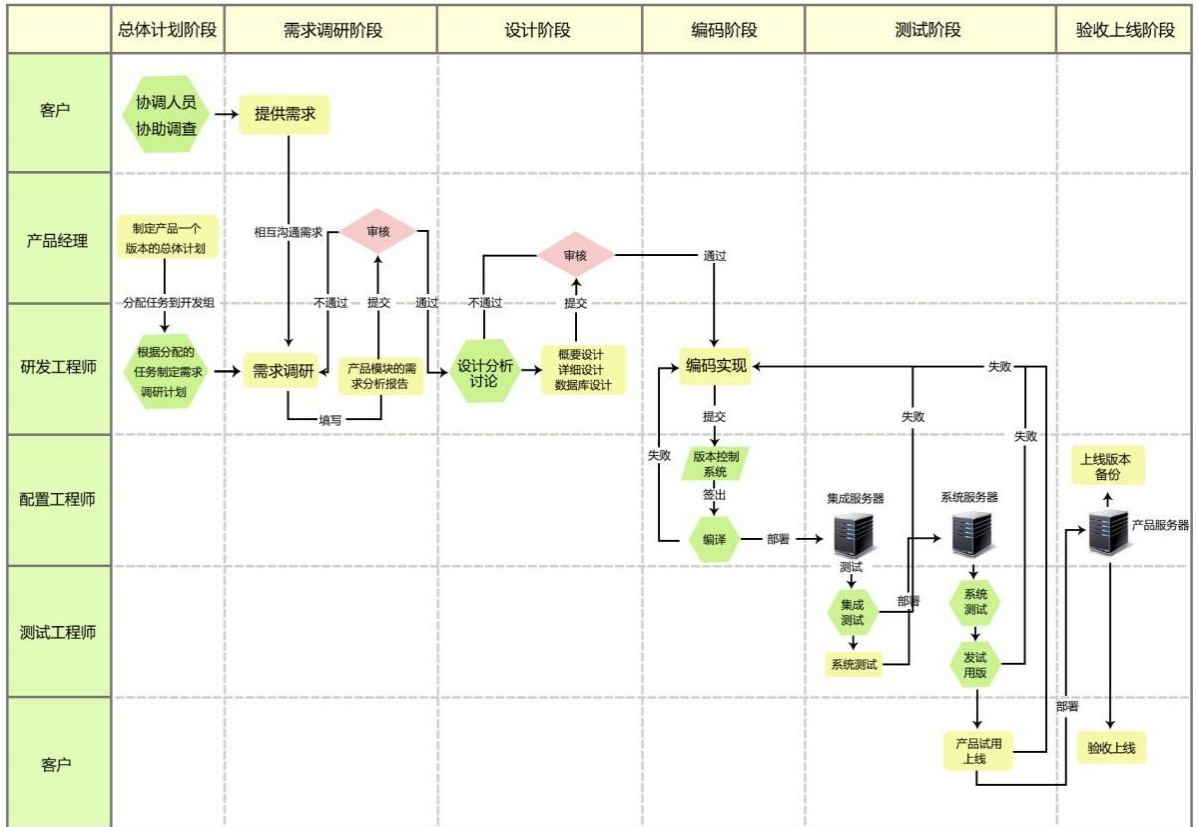 总体计划阶段
需求调研阶段
设计阶段
编码阶段
测试阶段
验收上线阶段
客户
协调人员
协助调查
提供需求
产品经理
制定产品一个
版本的总体计划
相互沟通需求
审核
审核
通过
分配任务到开发组
不通过
提交
通过
不通过
提交
研发工程师
根据分配的
任务制定需求
调研计划
需求调研
产品模块的需
求分析报告
设计分析
讨论
概要设计
详细设计
数据库设计
编码实现
失败
填写
提交
失败
失败
配置工程师
失败
版本控制
系统
签出
编译
部署
集成服务器
系统服务器
上线版本
备份
产品服务器
测试
测试工程师
集成
测试
部署
系统
测试
系统测试
发试
用版
部署
客户
产品试用
上线
验收上线